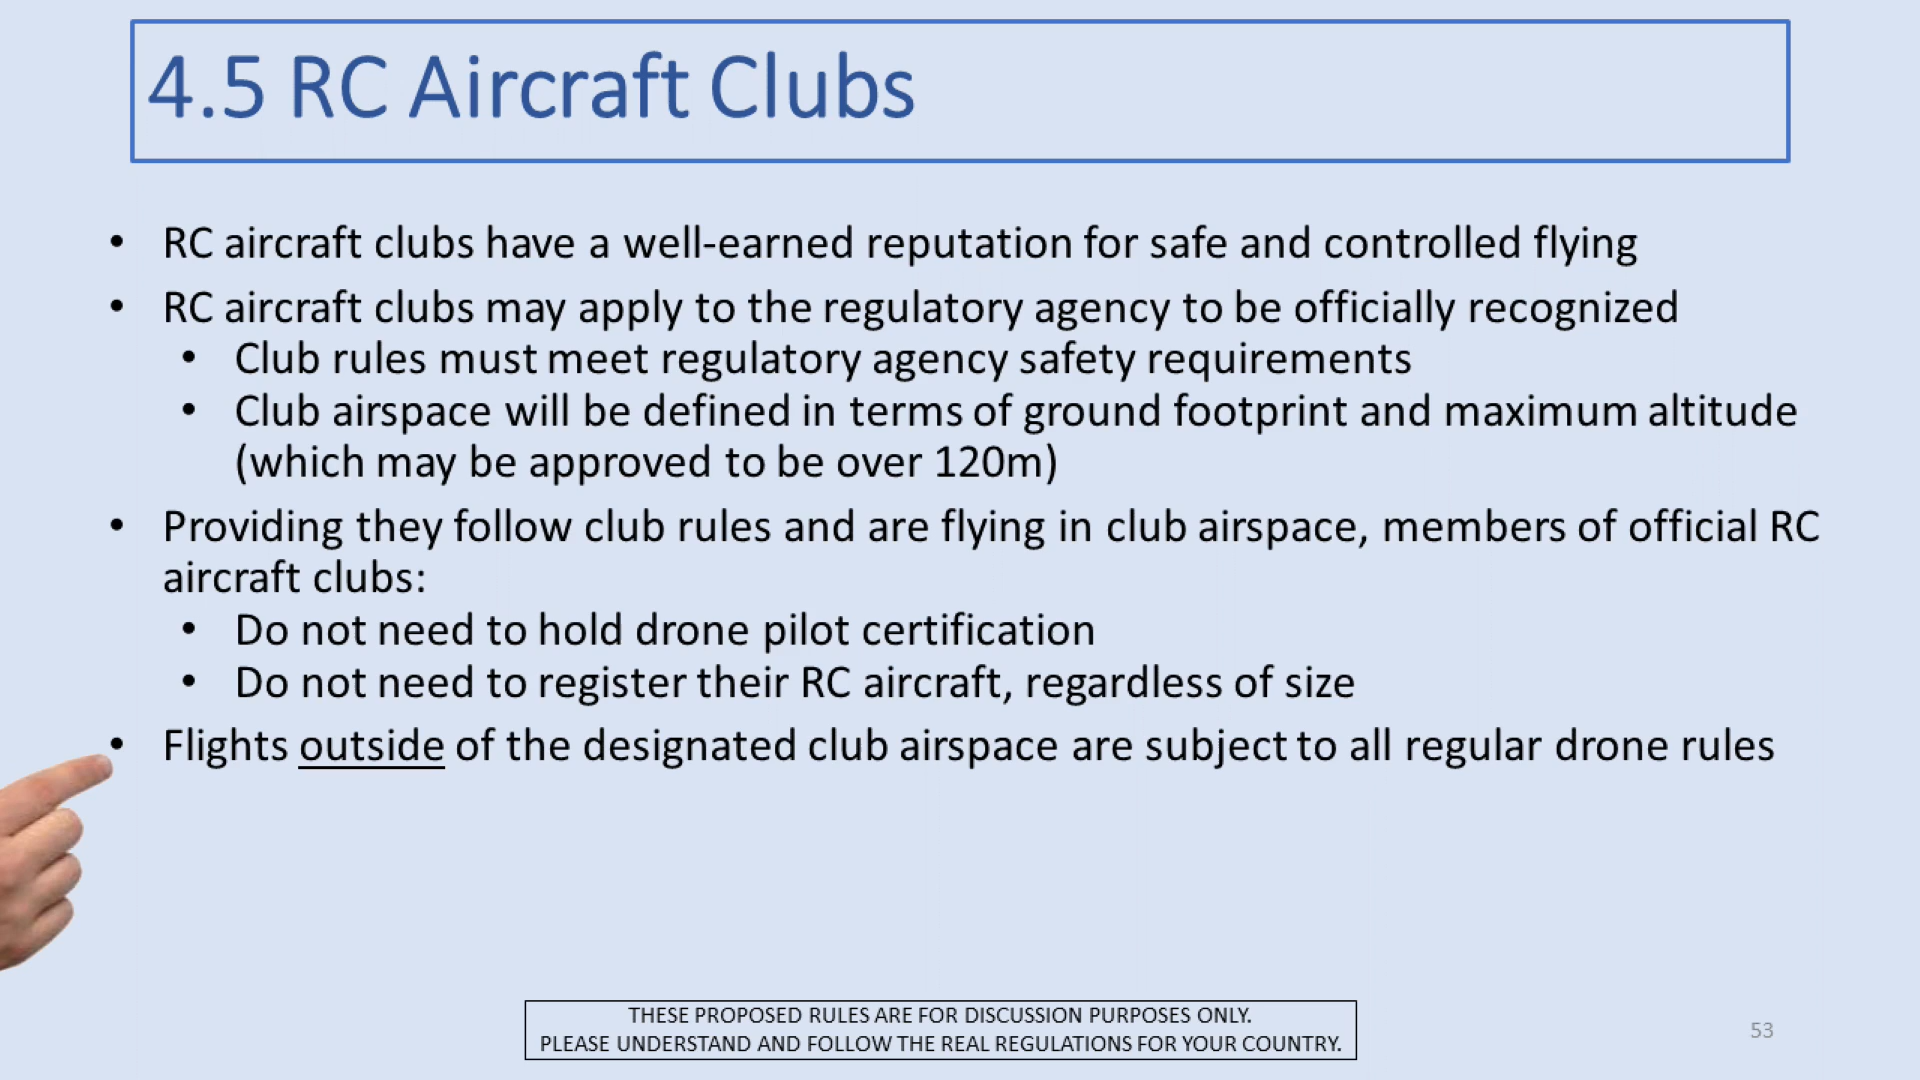 4.5 RC Aircraft Clubs
• RC aircraft clubs have a well-earned reputation for safe and controlled flying
• RC aircraft clubs may apply to the regulatory agency to be officially recognized
• Club rules must meet regulatory agency safety requirements
• Club airspace will be defined in terms of ground footprint and maximum altitude
(which may be approved to be over 120m)
• Providing they follow club rules and are flying in club airspace, members of official RC
aircraft clubs:
• Do not need to hold drone pilot certification
• Do not need to register their RC aircraft, regardless of size
• Flights outside of the designated club airspace are subject to all regular drone rules
THESE PROPOSED RULES ARE FOR DISCUSSION PURPOSES ONLY.
PLEASE UNDERSTAND AND FOLLOW THE REAL REGULATIONS FOR YOUR COUNTRY.
53